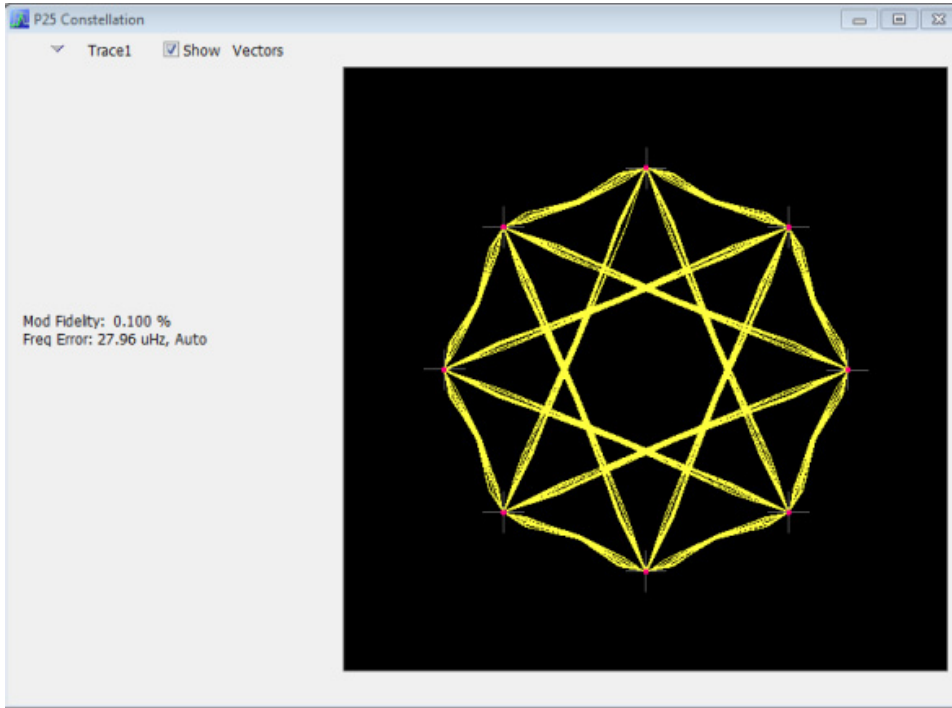 P25 Constellation
Trace1 Show Vectors
Mod Fidelity: 0.100 %
Freq Error: 27.96 uHz, Auto